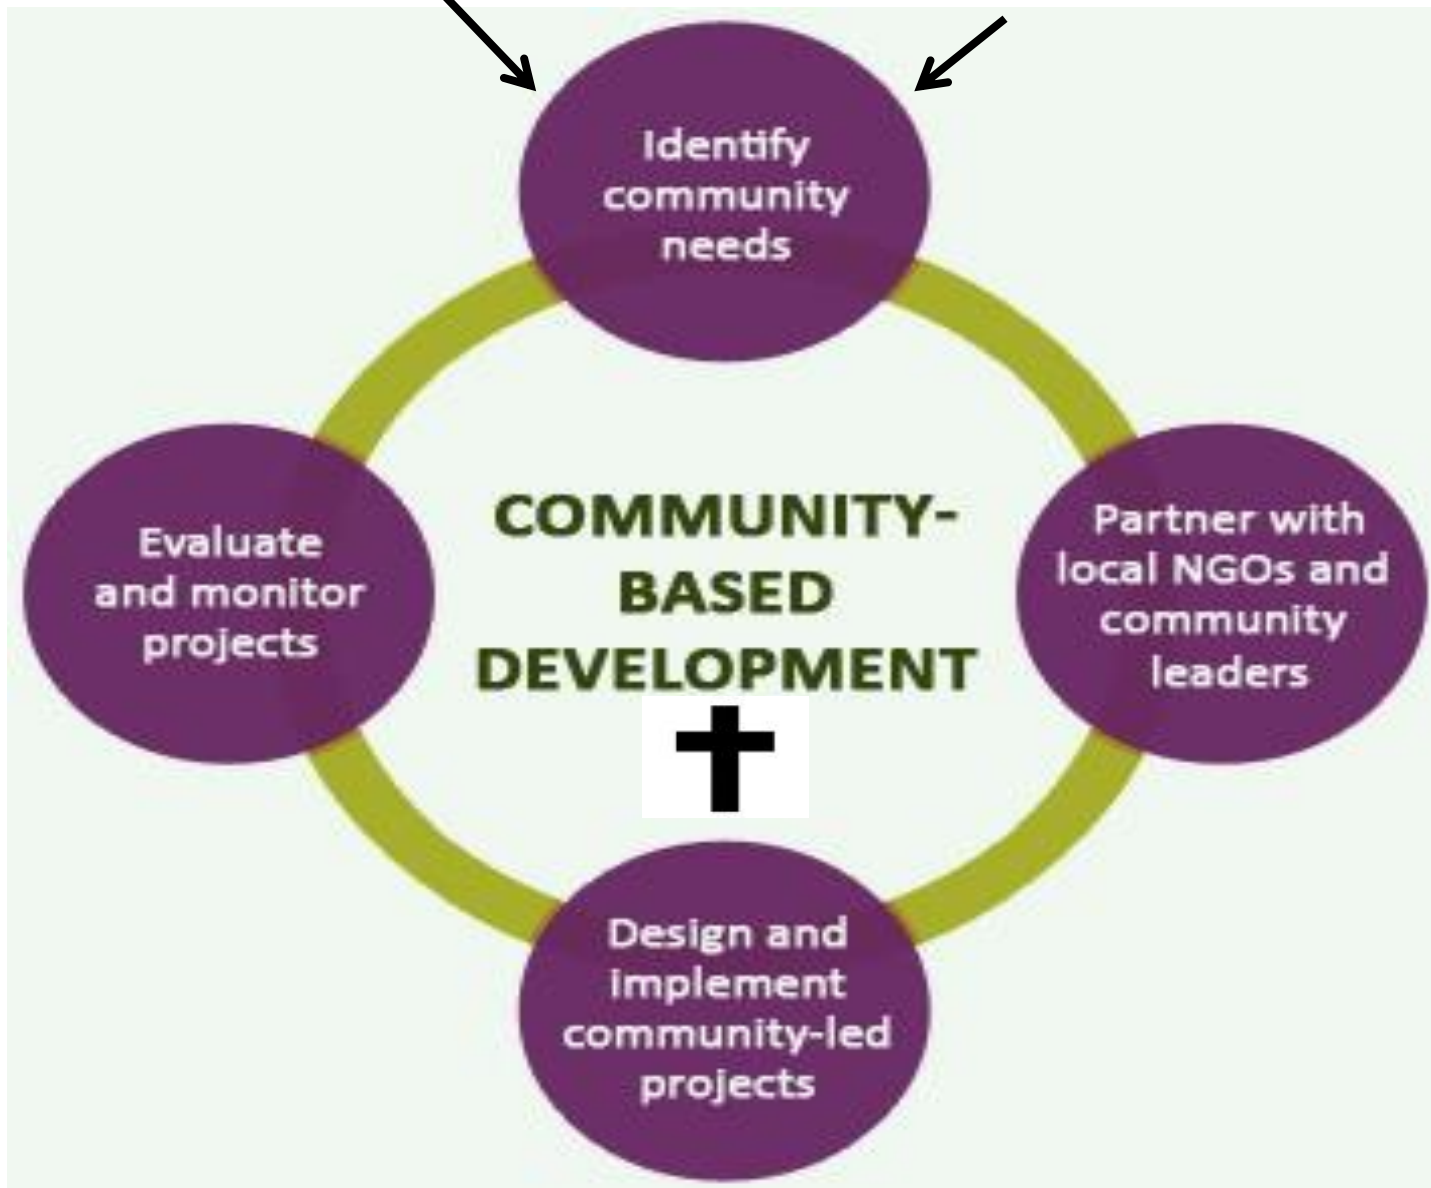 Identify
community
needs
Partner with
local NGOs and
community
leaders
Design and
implement
community-led
projects
Evaluate
and monitor
projects
COMMUNITY-
BASED
DEVELOPMENT